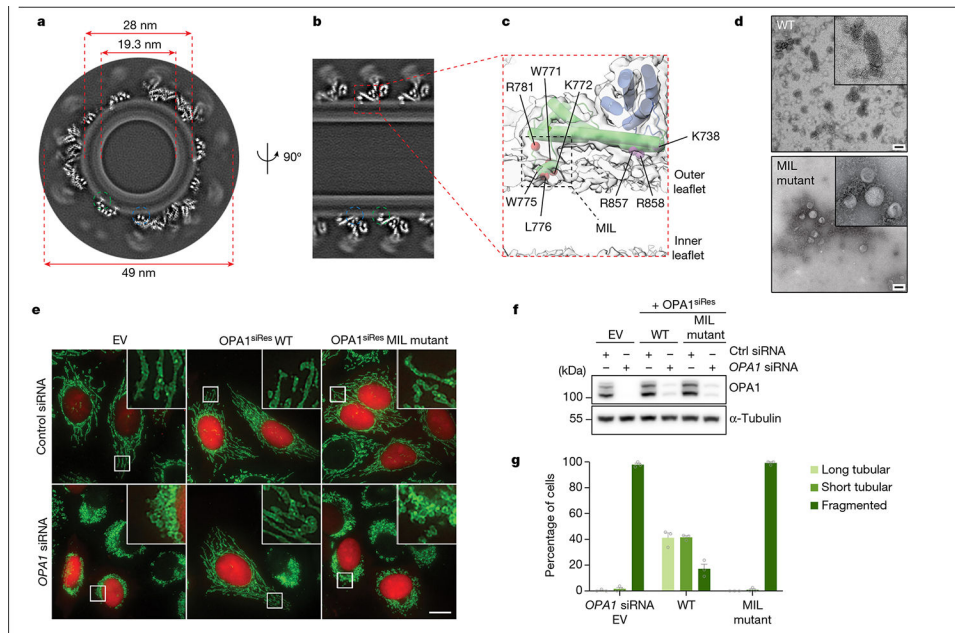 a
28 nm
19.3 nm
49 nm
90°
b
c
W771
R781
K772
K738
Outer
leaflet
W775
R857
R858
L776
MIL
Inner
leaflet
d
WT
MIL
mutant
e
EV
OPA1siRes WT
OPA1siRes MIL mutant
Control siRNA
OPA1 siRNA
f
+ OPA1siRes
EV
WT
MIL
mutant
+ – + – + – Ctrl siRNA
– + – + – + OPA1 siRNA
(kDa)
100
OPA1
55
α-Tubulin
g
Percentage of cells
100
80
60
40
20
0
OPA1 siRNA
EV
WT
MIL
mutant
Long tubular
Short tubular
Fragmented